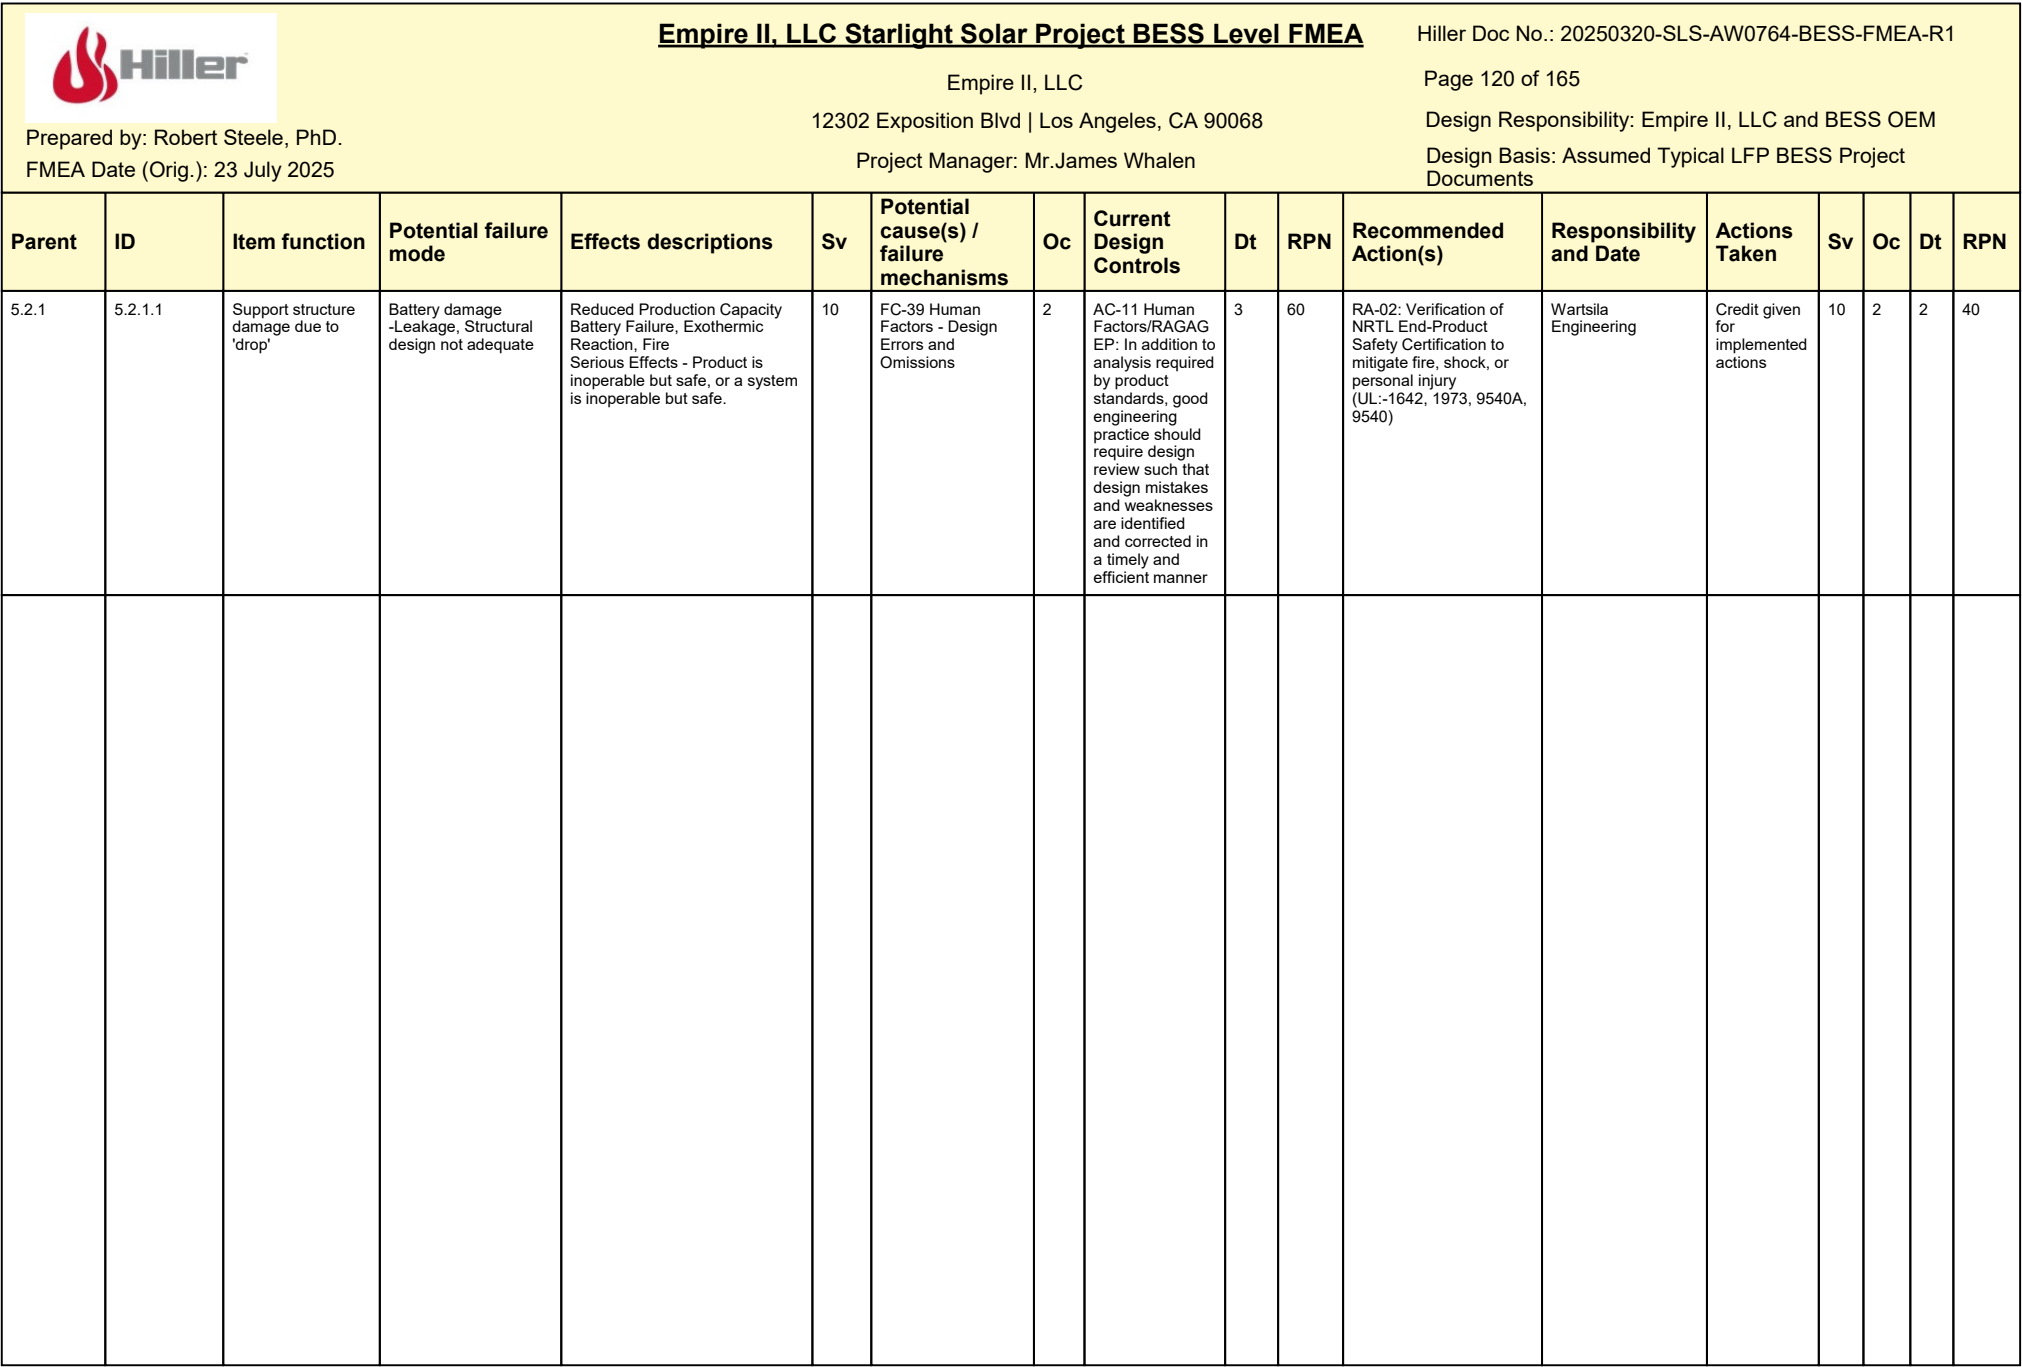 Hiller
Prepared by: Robert Steele, PhD.
FMEA Date (Orig.): 23 July 2025
Empire II, LLC Starlight Solar Project BESS Level FMEA
Empire II, LLC
12302 Exposition Blvd | Los Angeles, CA 90068
Project Manager: Mr.James Whalen
Hiller Doc No.: 20250320-SLS-AW0764-BESS-FMEA-R1
Page 120 of 165
Design Responsibility: Empire II, LLC and BESS OEM
Design Basis: Assumed Typical LFP BESS Project
Documents
Parent
ID
Item function
Potential failure
mode
Effects descriptions
Sv
Potential
cause(s) /
failure
mechanisms
Oc
Current
Design
Controls
Dt
RPN
Recommended
Action(s)
Responsibility
and Date
Actions
Taken
Sv
Oc
Dt
RPN
5.2.1
5.2.1.1
Support structure
damage due to
'drop'
Battery damage
-Leakage, Structural
design not adequate
Reduced Production Capacity
Battery Failure, Exothermic
Reaction, Fire
Serious Effects - Product is
inoperable but safe, or a system
is inoperable but safe.
10
FC-39 Human
Factors - Design
Errors and
Omissions
2
AC-11 Human
Factors/RAGAG
EP: In addition to
analysis required
by product
standards, good
engineering
practice should
require design
review such that
design mistakes
and weaknesses
are identified
and corrected in
a timely and
efficient manner
3
60
RA-02: Verification of
NRTL End-Product
Safety Certification to
mitigate fire, shock, or
personal injury
(UL:-1642, 1973, 9540A,
9540)
Wartsila
Engineering
Credit given
for
implemented
actions
10
2
2
40